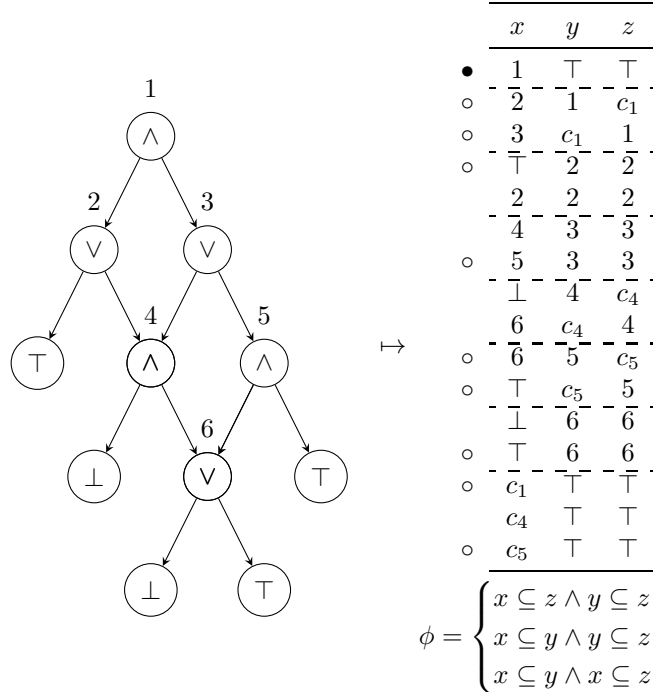 1
∧
2
3
∨
∨
4
5
⊤
∧
∧
6
⊥
∨
⊤
⊥
⊤
↦
x y z
• 1 ⊤ ⊤
○ 2 1 c₁
○ 3 c₁ 1
○ ⊤ 2 2
2 2 2
4 3 3
○ 5 3 3
⊥ 4 c₄
6 c₄ 4
○ 6 5 c₅
○ ⊤ c₅ 5
⊥ 6 6
○ ⊤ 6 6
○ c₁ ⊤ ⊤
c₄ ⊤ ⊤
○ c₅ ⊤ ⊤
ϕ = { x ⊆ z ∧ y ⊆ z
x ⊆ y ∧ y ⊆ z
x ⊆ y ∧ x ⊆ z